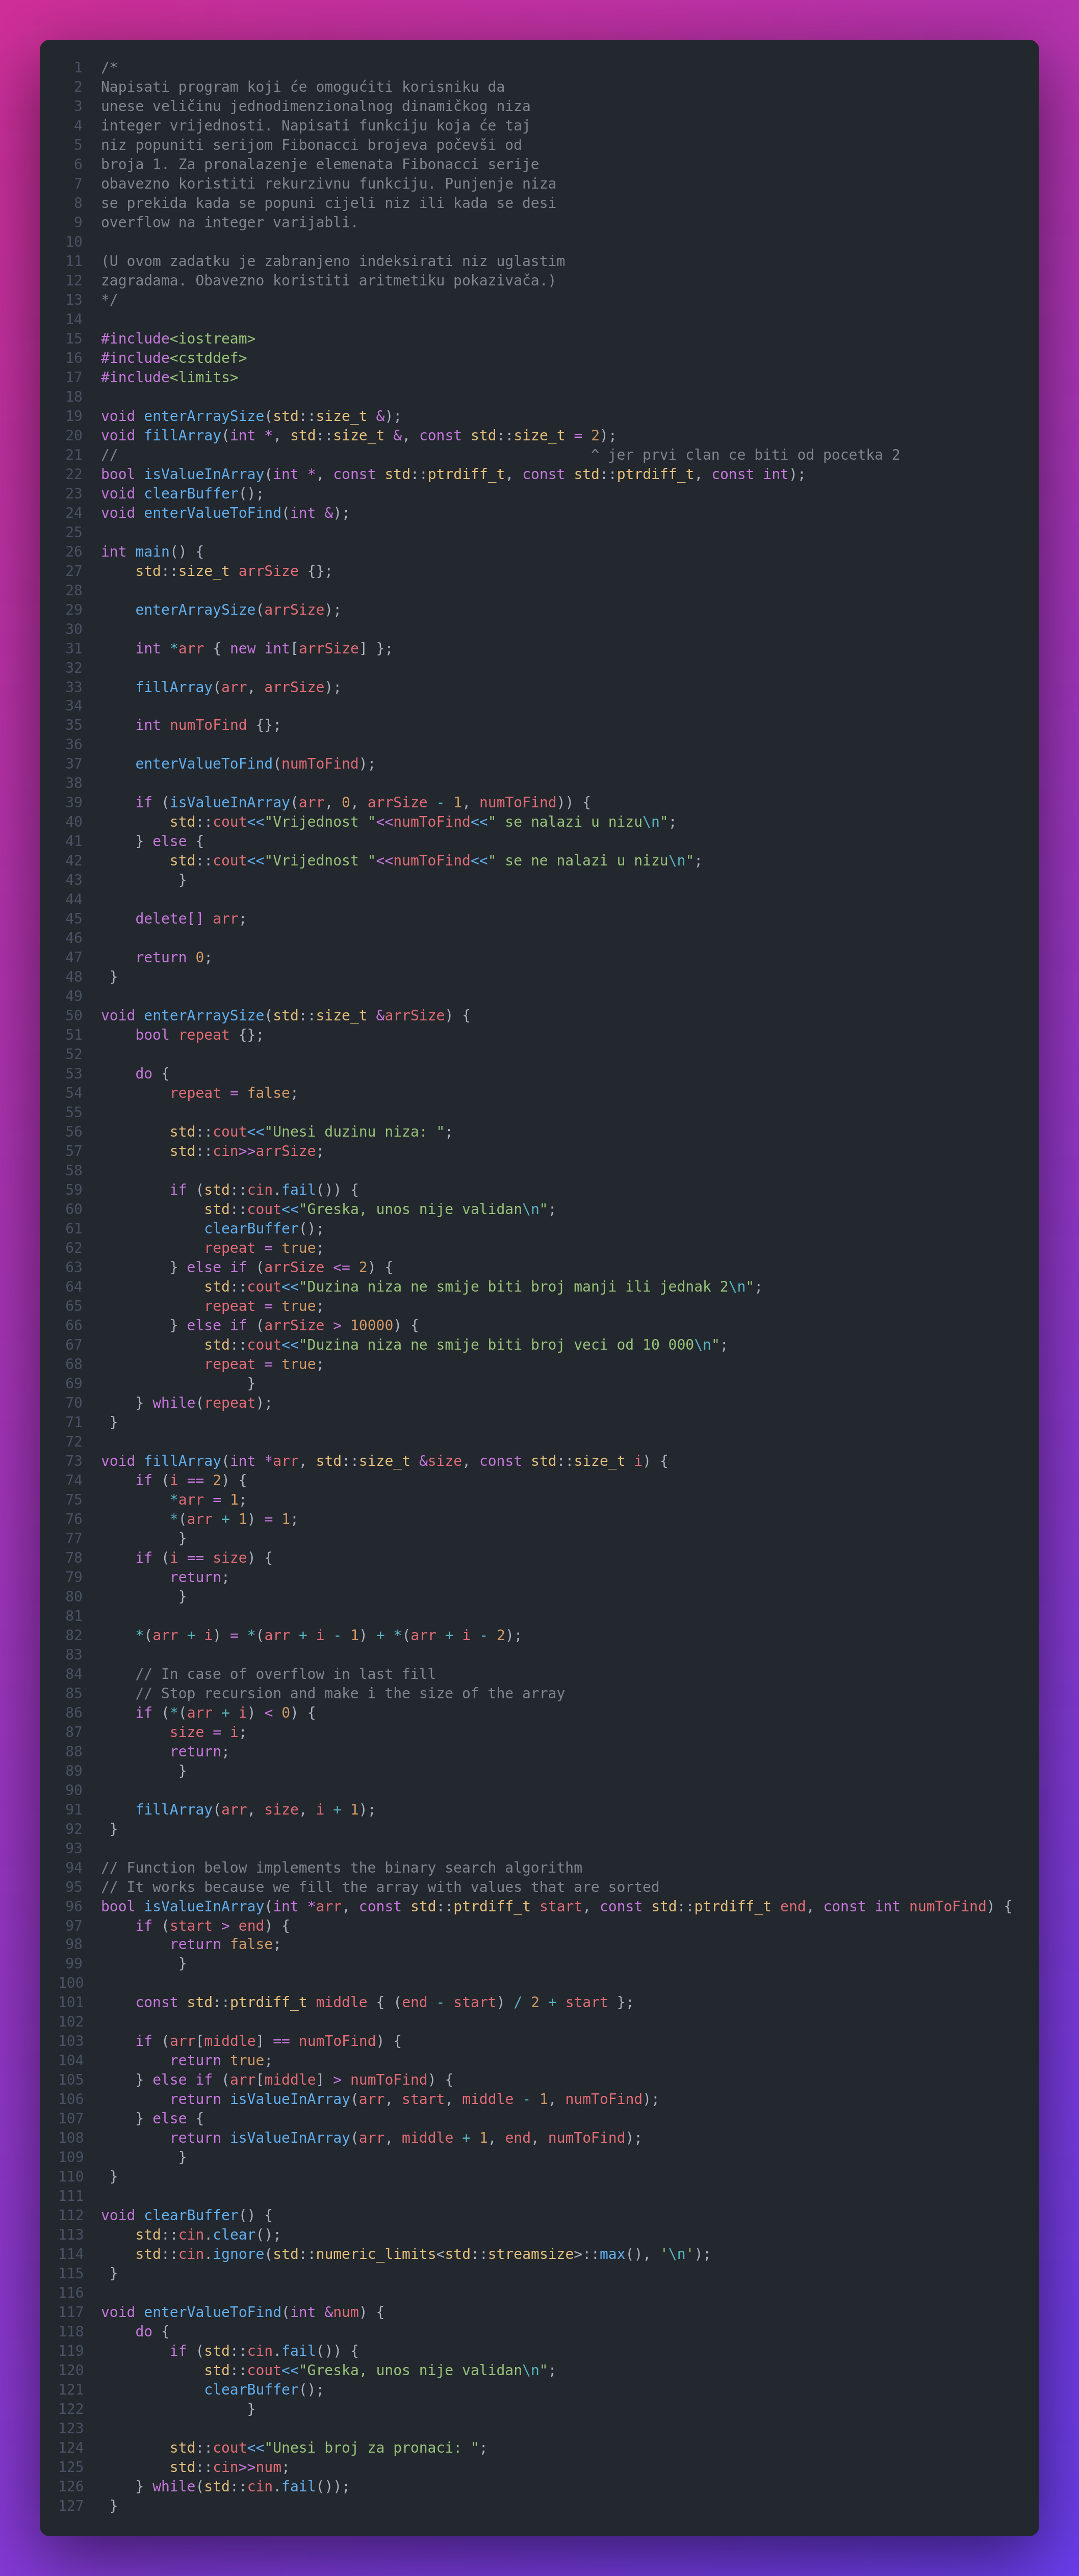 1 /*
2 Napisati program koji će omogućiti korisniku da
3 unese veličinu jednodimenzionalnog dinamičkog niza
4 integer vrijednosti. Napisati funkciju koja će taj
5 niz popuniti serijom Fibonacci brojeva počevši od
6 broja 1. Za pronalazenje elemenata Fibonacci serije
7 obavezno koristiti rekurzivnu funkciju. Punjenje niza
8 se prekida kada se popuni cijeli niz ili kada se desi
9 overflow na integer varijabli.
10
11 (U ovom zadatku je zabranjeno indeksirati niz uglastim
12 zagradama. Obavezno koristiti aritmetiku pokazivača.)
13 */
14
15 #include<iostream>
16 #include<cstddef>
17 #include<limits>
18
19 void enterArraySize(std::size_t &);
20 void fillArray(int *, std::size_t &, const std::size_t = 2);
21 //                                                       ^ jer prvi clan ce biti od pocetka 2
22 bool isValueInArray(int *, const std::ptrdiff_t, const std::ptrdiff_t, const int);
23 void clearBuffer();
24 void enterValueToFind(int &);
25
26 int main() {
27     std::size_t arrSize {};
28
29     enterArraySize(arrSize);
30
31     int *arr { new int[arrSize] };
32
33     fillArray(arr, arrSize);
34
35     int numToFind {};
36
37     enterValueToFind(numToFind);
38
39     if (isValueInArray(arr, 0, arrSize - 1, numToFind)) {
40         std::cout<<"Vrijednost "<<numToFind<<" se nalazi u nizu\n";
41     } else {
42         std::cout<<"Vrijednost "<<numToFind<<" se ne nalazi u nizu\n";
43          }
44
45     delete[] arr;
46
47     return 0;
48  }
49
50 void enterArraySize(std::size_t &arrSize) {
51     bool repeat {};
52
53     do {
54         repeat = false;
55
56         std::cout<<"Unesi duzinu niza: ";
57         std::cin>>arrSize;
58
59         if (std::cin.fail()) {
60             std::cout<<"Greska, unos nije validan\n";
61             clearBuffer();
62             repeat = true;
63         } else if (arrSize <= 2) {
64             std::cout<<"Duzina niza ne smije biti broj manji ili jednak 2\n";
65             repeat = true;
66         } else if (arrSize > 10000) {
67             std::cout<<"Duzina niza ne smije biti broj veci od 10 000\n";
68             repeat = true;
69                  }
70     } while(repeat);
71  }
72
73 void fillArray(int *arr, std::size_t &size, const std::size_t i) {
74     if (i == 2) {
75         *arr = 1;
76         *(arr + 1) = 1;
77          }
78     if (i == size) {
79         return;
80          }
81
82     *(arr + i) = *(arr + i - 1) + *(arr + i - 2);
83
84     // In case of overflow in last fill
85     // Stop recursion and make i the size of the array
86     if (*(arr + i) < 0) {
87         size = i;
88         return;
89          }
90
91     fillArray(arr, size, i + 1);
92  }
93
94 // Function below implements the binary search algorithm
95 // It works because we fill the array with values that are sorted
96 bool isValueInArray(int *arr, const std::ptrdiff_t start, const std::ptrdiff_t end, const int numToFind) {
97     if (start > end) {
98         return false;
99          }
100
101     const std::ptrdiff_t middle { (end - start) / 2 + start };
102
103     if (arr[middle] == numToFind) {
104         return true;
105     } else if (arr[middle] > numToFind) {
106         return isValueInArray(arr, start, middle - 1, numToFind);
107     } else {
108         return isValueInArray(arr, middle + 1, end, numToFind);
109          }
110  }
111
112 void clearBuffer() {
113     std::cin.clear();
114     std::cin.ignore(std::numeric_limits<std::streamsize>::max(), '\n');
115  }
116
117 void enterValueToFind(int &num) {
118     do {
119         if (std::cin.fail()) {
120             std::cout<<"Greska, unos nije validan\n";
121             clearBuffer();
122                  }
123
124         std::cout<<"Unesi broj za pronaci: ";
125         std::cin>>num;
126     } while(std::cin.fail());
127  }